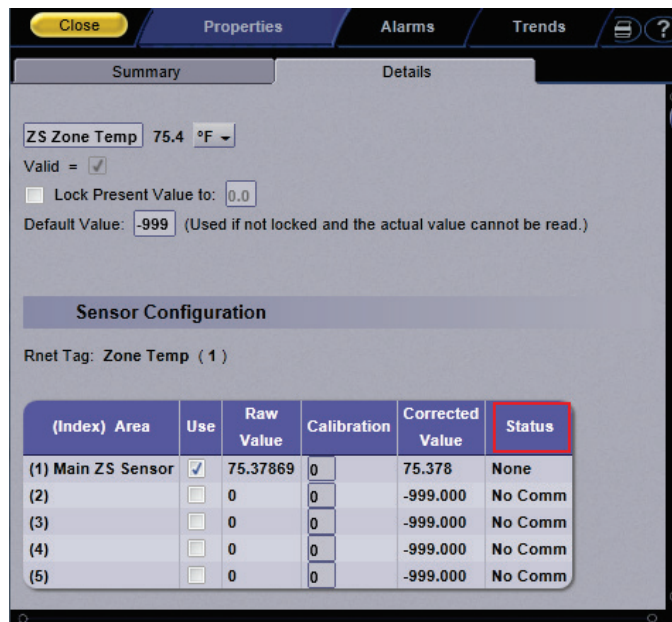 Close Properties Alarms Trends ?
Summary Details
ZS Zone Temp 75.4 °F
Valid =
Lock Present Value to: 0.0
Default Value: -999 (Used if not locked and the actual value cannot be read.)
Sensor Configuration
Rnet Tag: Zone Temp ( 1 )
(Index) Area Use Raw Value Calibration Corrected Value Status
(1) Main ZS Sensor 75.37869 0 75.378 None
(2) 0 0 -999.000 No Comm
(3) 0 0 -999.000 No Comm
(4) 0 0 -999.000 No Comm
(5) 0 0 -999.000 No Comm